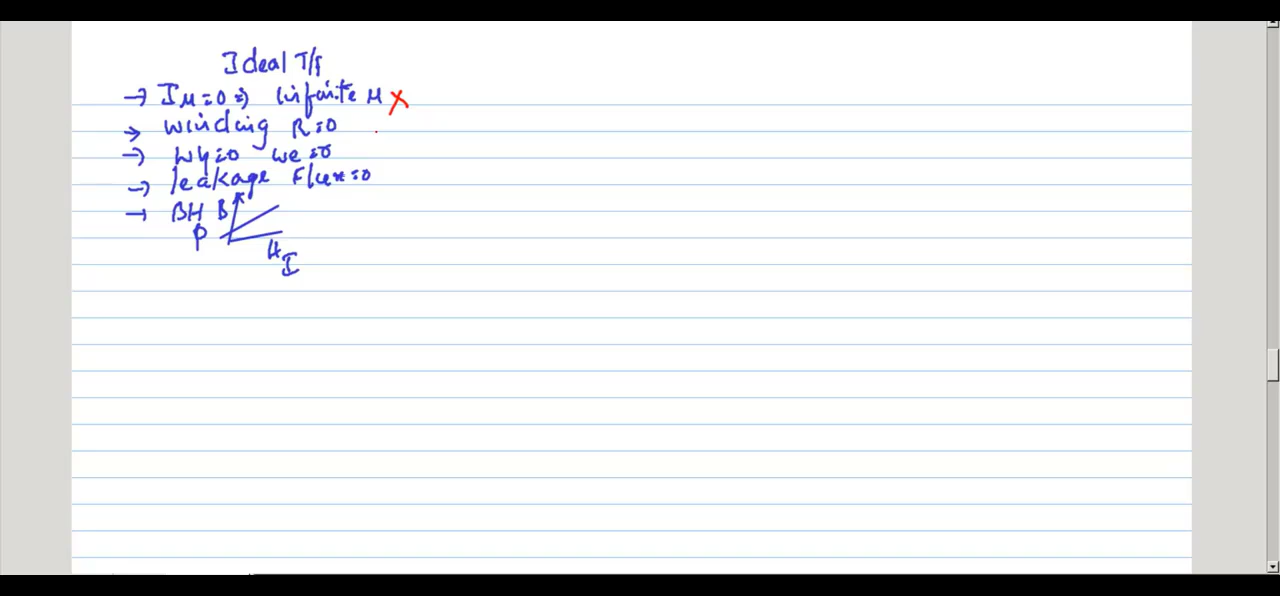 Ideal T/f
→ Iμ=0 ⇒ infinite μ ×
→ winding R=0
→ Wh=0 We=0
→ leakage Flux=0
→ BH B
φ
H
I